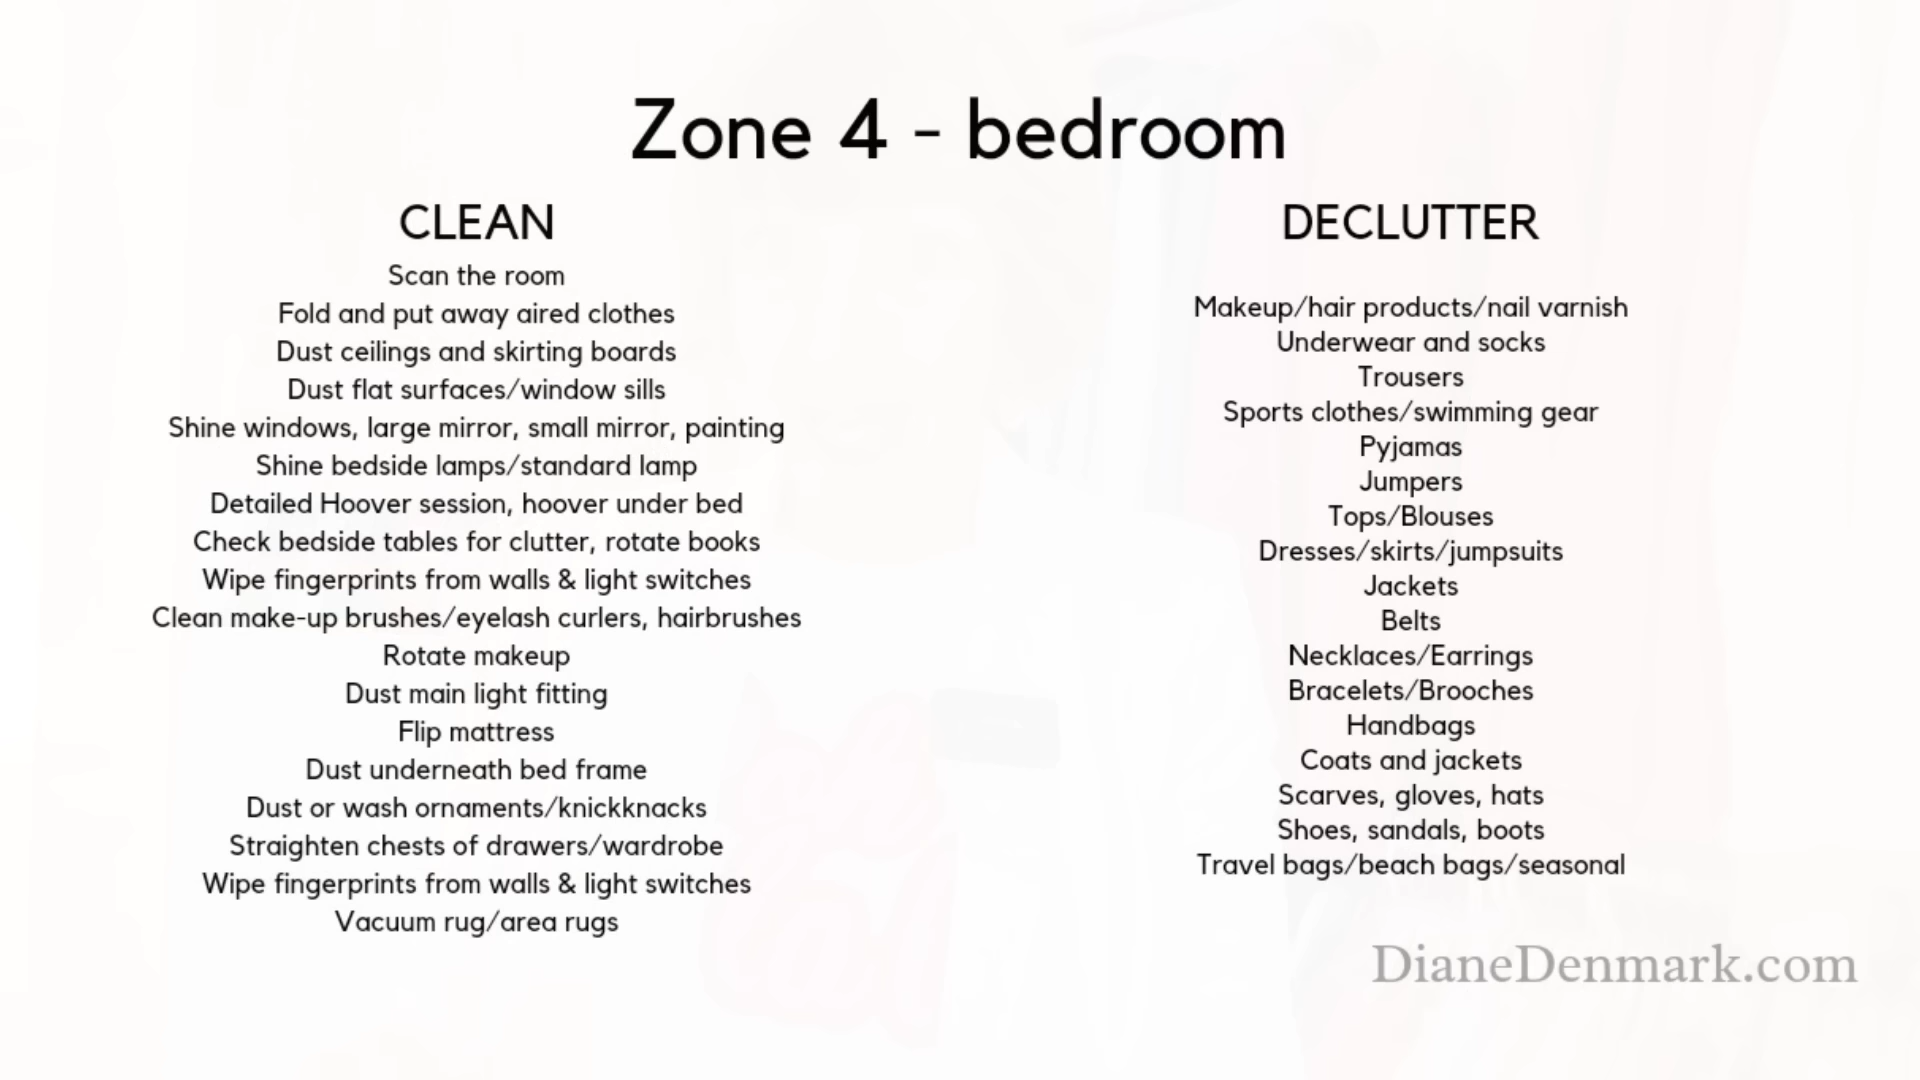 Zone 4 - bedroom
CLEAN
Scan the room
Fold and put away aired clothes
Dust ceilings and skirting boards
Dust flat surfaces/window sills
Shine windows, large mirror, small mirror, painting
Shine bedside lamps/standard lamp
Detailed Hoover session, hoover under bed
Check bedside tables for clutter, rotate books
Wipe fingerprints from walls & light switches
Clean make-up brushes/eyelash curlers, hairbrushes
Rotate makeup
Dust main light fitting
Flip mattress
Dust underneath bed frame
Dust or wash ornaments/knickknacks
Straighten chests of drawers/wardrobe
Wipe fingerprints from walls & light switches
Vacuum rug/area rugs
DECLUTTER
Makeup/hair products/nail varnish
Underwear and socks
Trousers
Sports clothes/swimming gear
Pyjamas
Jumpers
Tops/Blouses
Dresses/skirts/jumpsuits
Jackets
Belts
Necklaces/Earrings
Bracelets/Brooches
Handbags
Coats and jackets
Scarves, gloves, hats
Shoes, sandals, boots
Travel bags/beach bags/seasonal
DianeDenmark.com